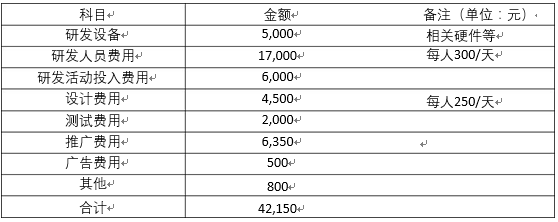 科目 金额 备注（单位：元）
研发设备 5,000 相关硬件等
研发人员费用 17,000 每人300/天
研发活动投入费用 6,000
设计费用 4,500 每人250/天
测试费用 2,000
推广费用 6,350
广告费用 500
其他 800
合计 42,150